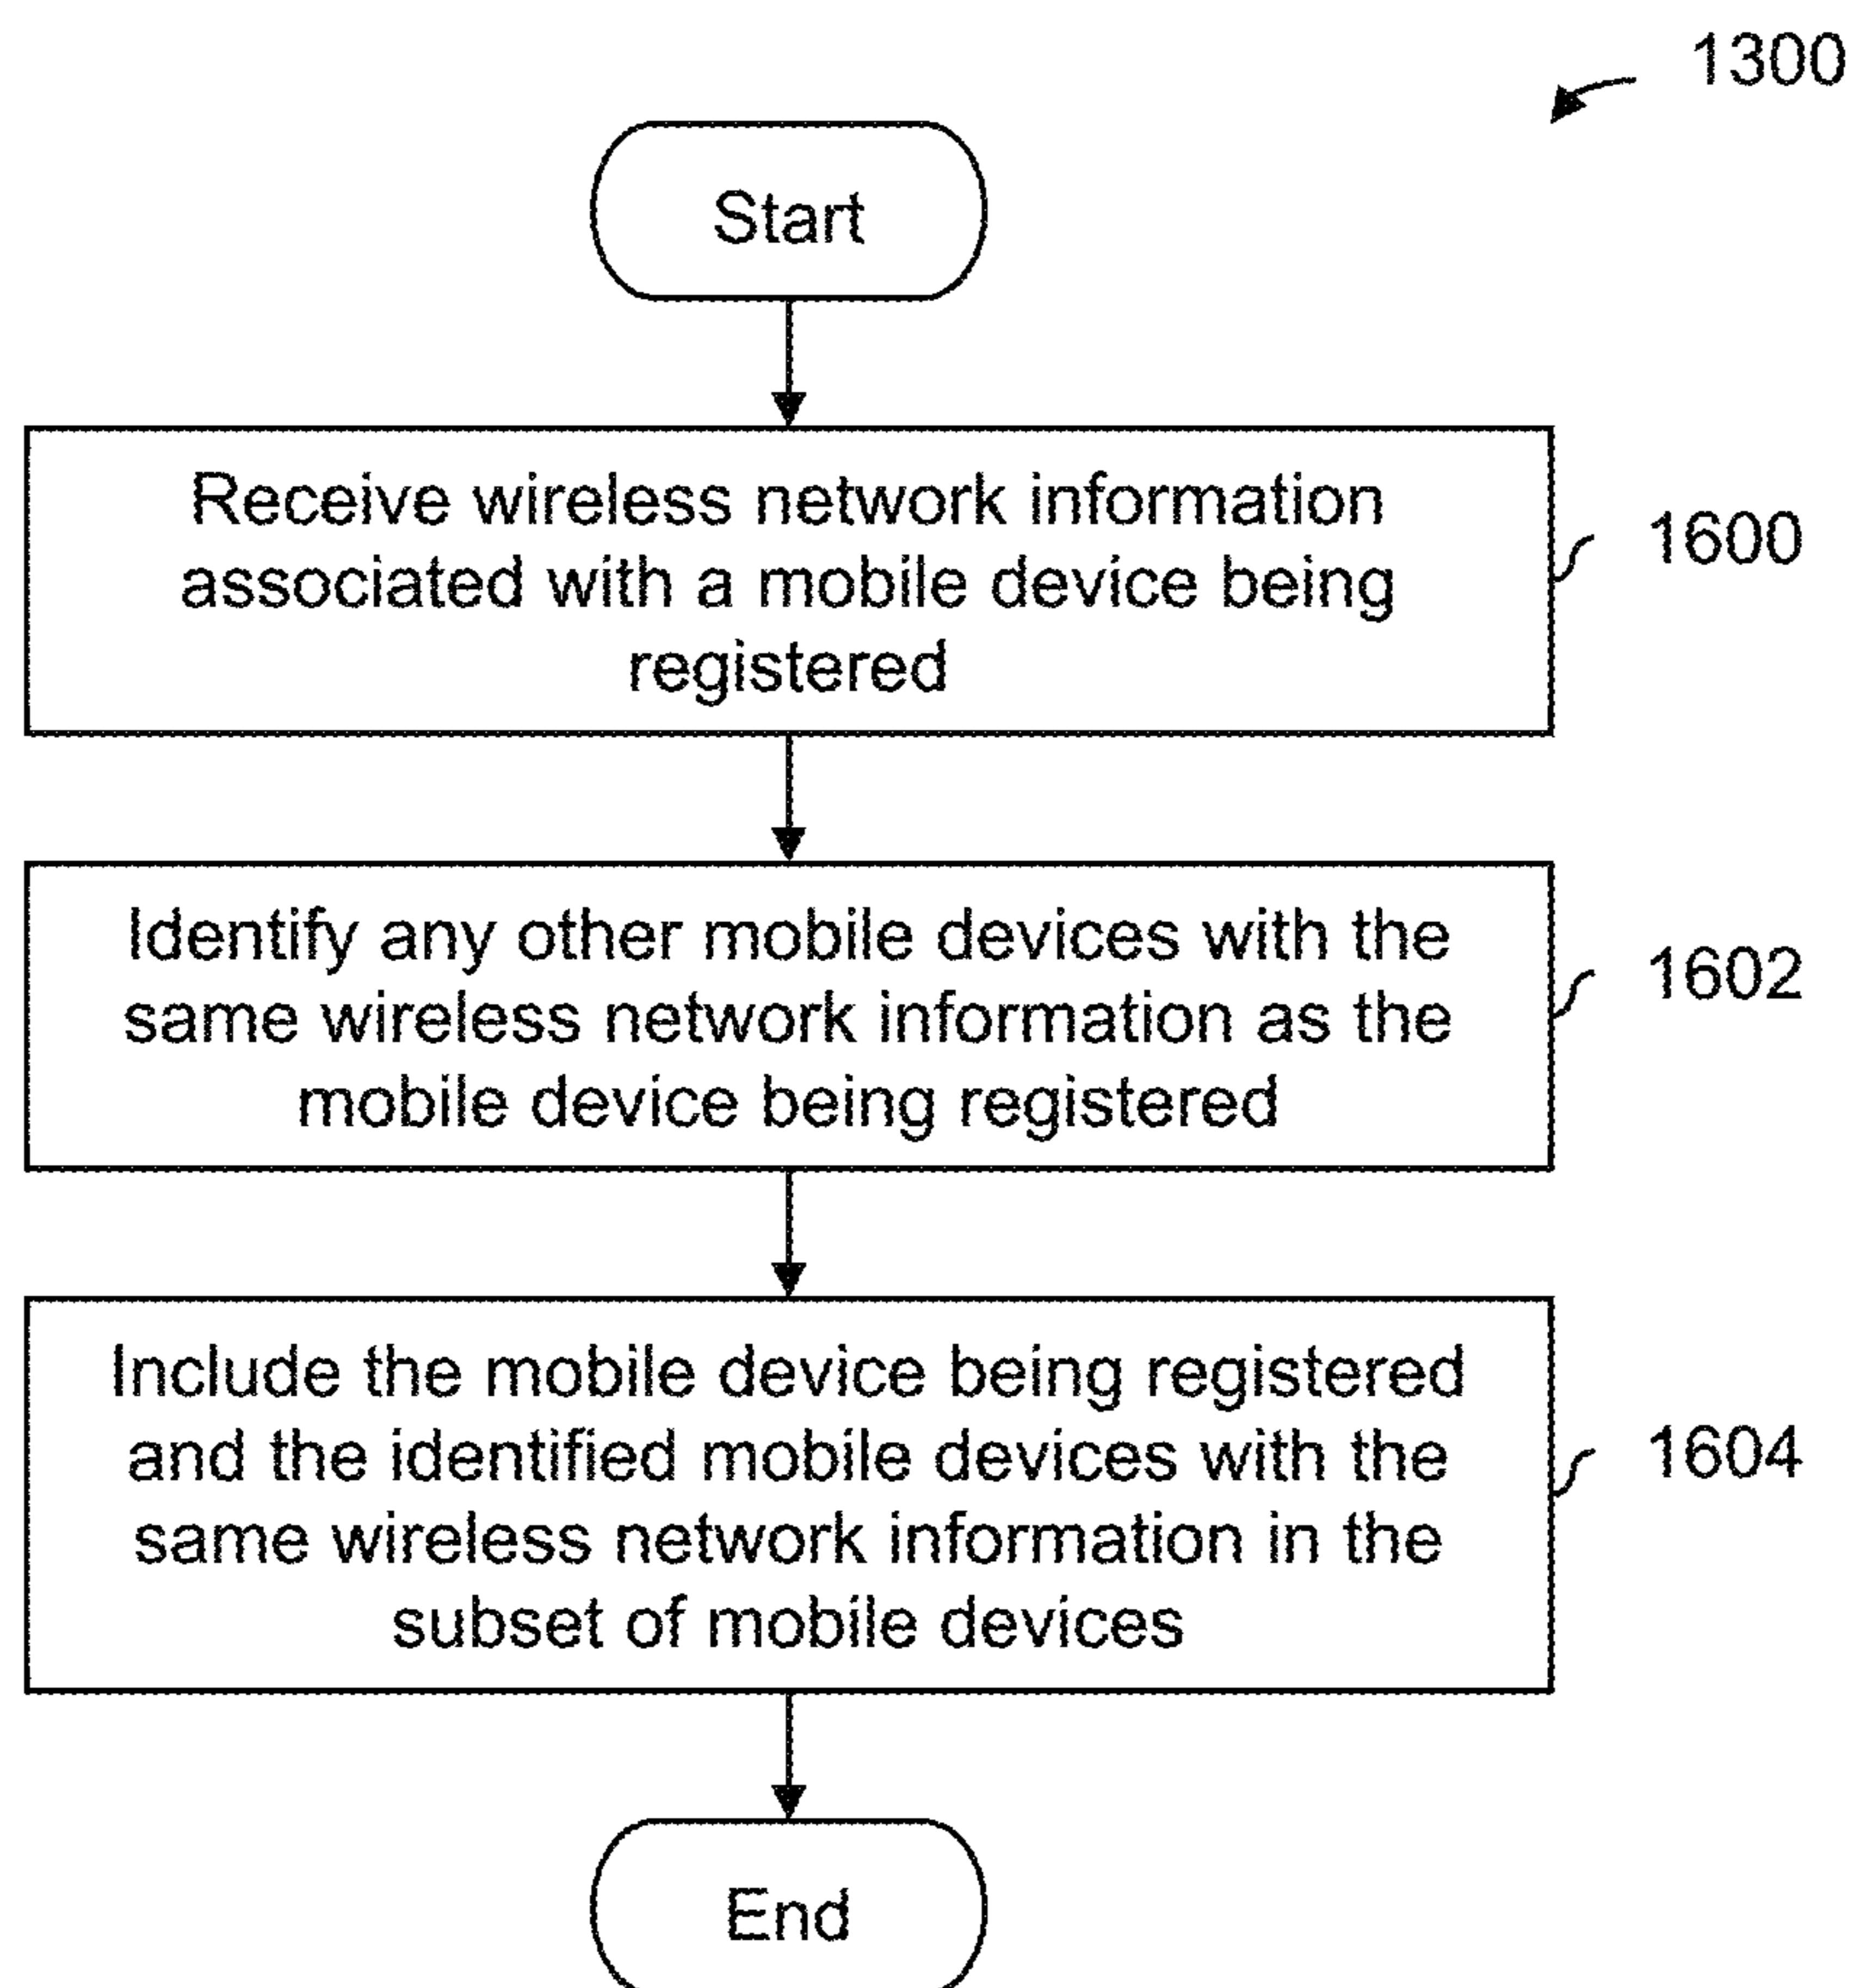 1300
Start
Receive wireless network information
associated with a mobile device being
registered
1600
Identify any other mobile devices with the
same wireless network information as the
mobile device being registered
1602
Include the mobile device being registered
and the identified mobile devices with the
same wireless network information in the
subset of mobile devices
1604
End